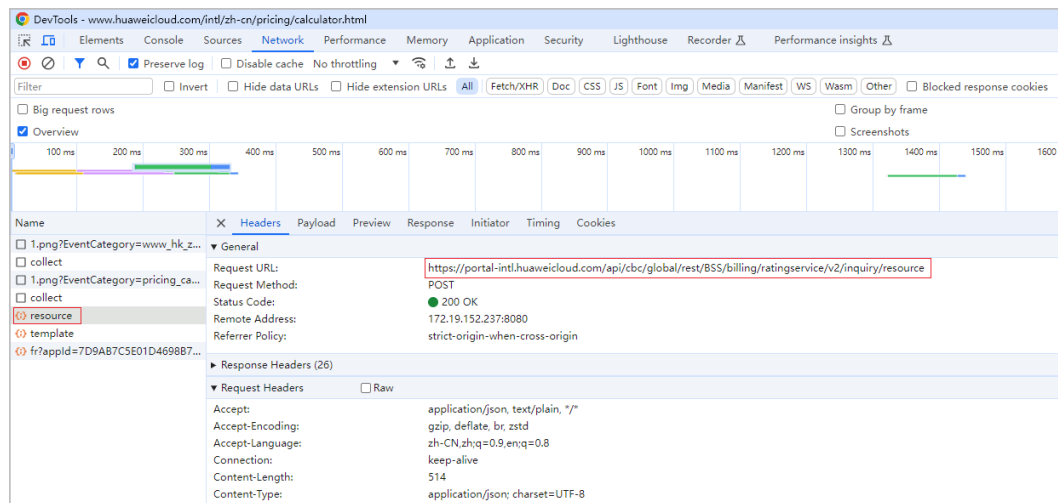 DevTools - www.huaweicloud.com/intl/zh-cn/pricing/calculator.html
Elements Console Sources Network Performance Memory Application Security Lighthouse Recorder Performance insights
Preserve log Disable cache No throttling
Filter Invert Hide data URLs Hide extension URLs All Fetch/XHR Doc CSS JS Font Img Media Manifest WS Wasm Other Blocked response cookies
Big request rows Group by frame
Overview Screenshots
100 ms 200 ms 300 ms 400 ms 500 ms 600 ms 700 ms 800 ms 900 ms 1000 ms 1100 ms 1200 ms 1300 ms 1400 ms 1500 ms 1600
Name Headers Payload Preview Response Initiator Timing Cookies
1.png?EventCategory=www_hk_z...
General
collect
Request URL: https://portal-intl.huaweicloud.com/api/cbc/global/rest/BSS/billing/ratingservice/v2/inquiry/resource
1.png?EventCategory=pricing_ca...
Request Method: POST
collect
Status Code: 200 OK
resource
Remote Address: 172.19.152.237:8080
template
Referrer Policy: strict-origin-when-cross-origin
fr?appId=7D9AB7C5E01D4698B7...
Response Headers (26)
Request Headers Raw
Accept: application/json, text/plain, */*
Accept-Encoding: gzip, deflate, br, zstd
Accept-Language: zh-CN,zh;q=0.9,en;q=0.8
Connection: keep-alive
Content-Length: 514
Content-Type: application/json; charset=UTF-8